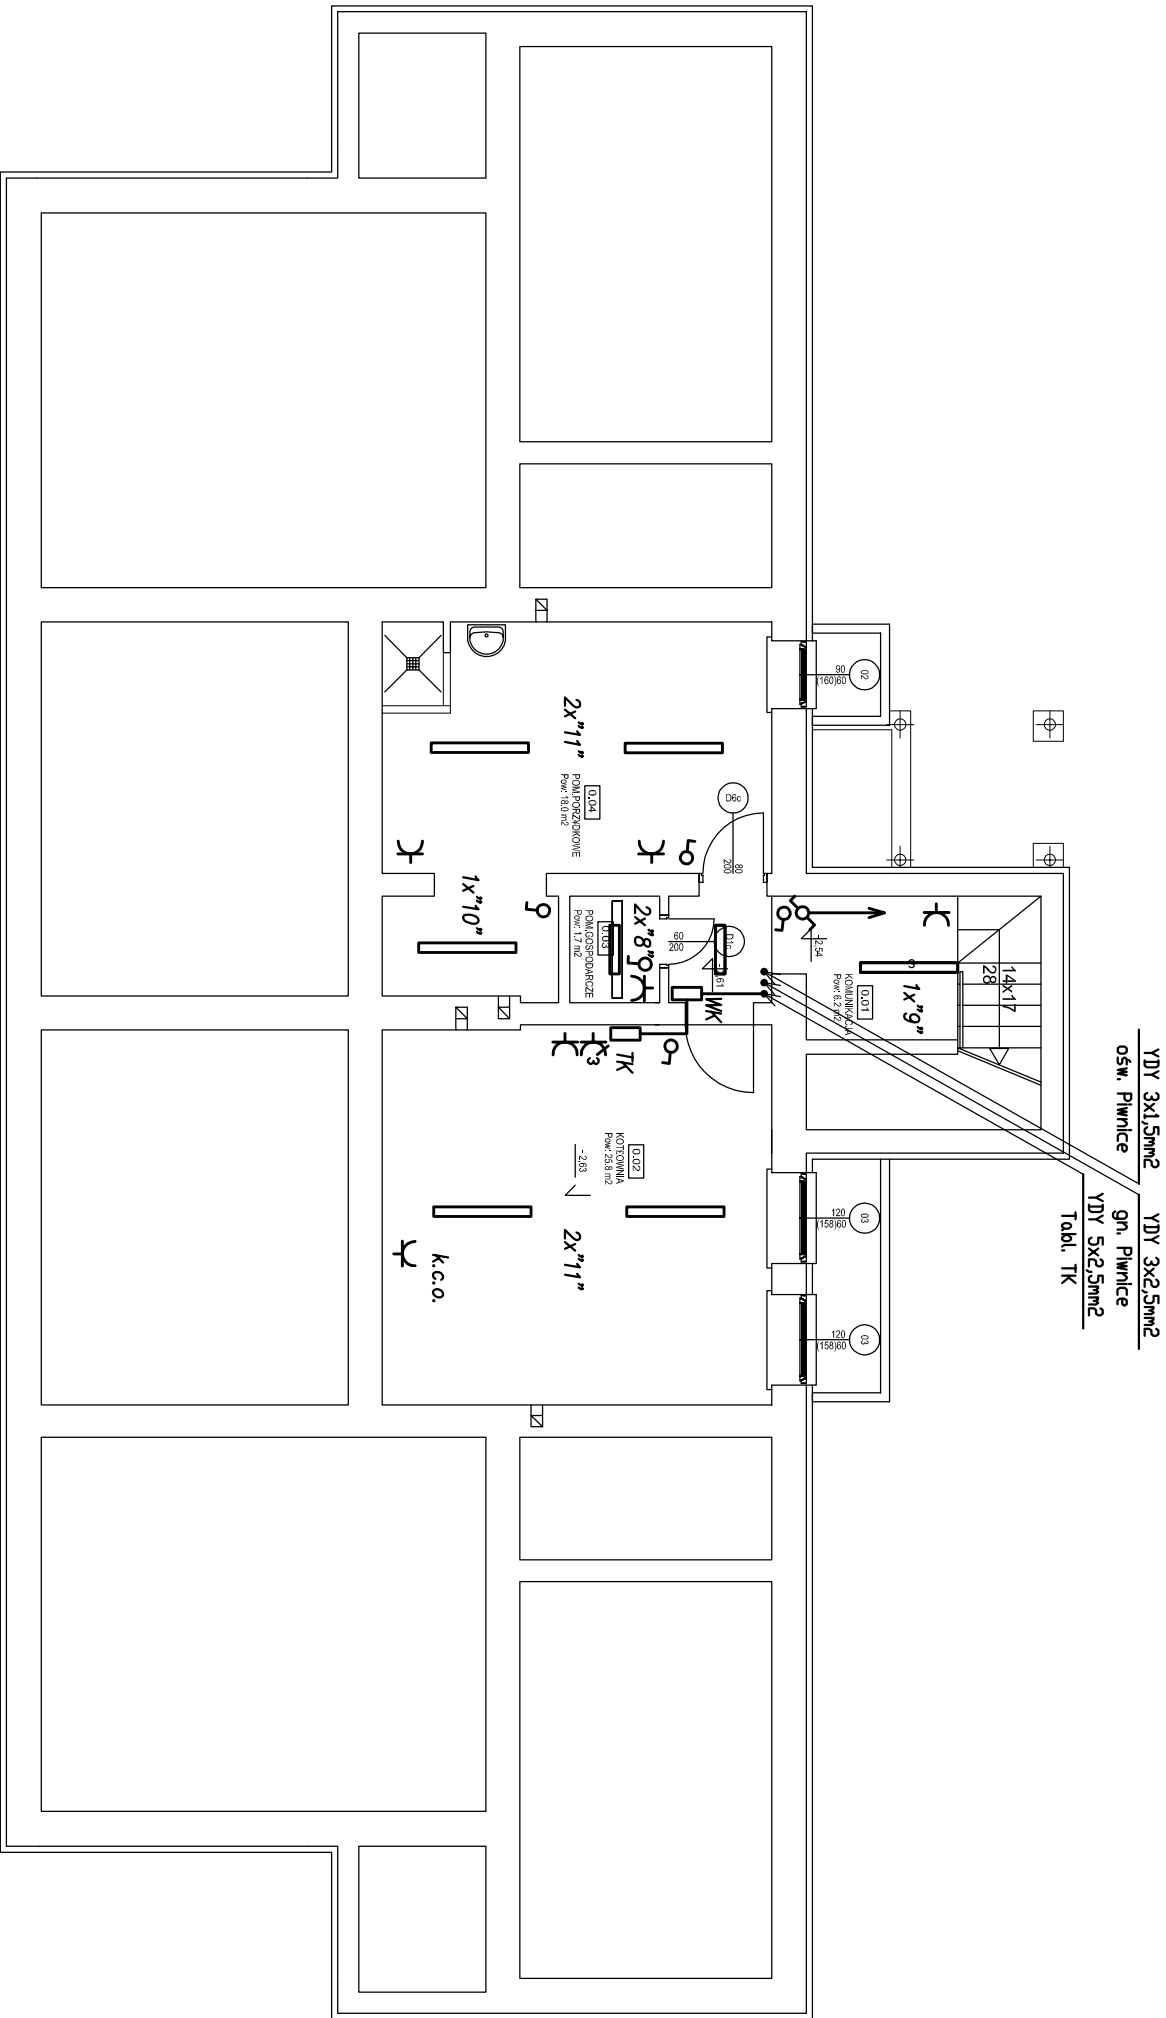 YDY 3x1,5mm2
ośw. Piwnice
YDY 3x2,5mm2
gn. Piwnice
YDY 5x2,5mm2
Tabl. TK
14x17
28
02
90
(160)60
03
120
(158)60
03
120
(158)60
0.01
KOMUNIKACJA
Pow: 6.2 m2
1x"9"
-2.54
D6c
80
200
D1c
60
200
WK
TK
3
2x"8"
0.03
POM.GOSPODARCZE
Pow: 1.7 m2
2x"11"
0.04
Pow: 18.0 m2
1x"10"
0.02
KOTŁOWNIA
Pow: 25.8 m2
-2.63
2x"11"
k.c.o.